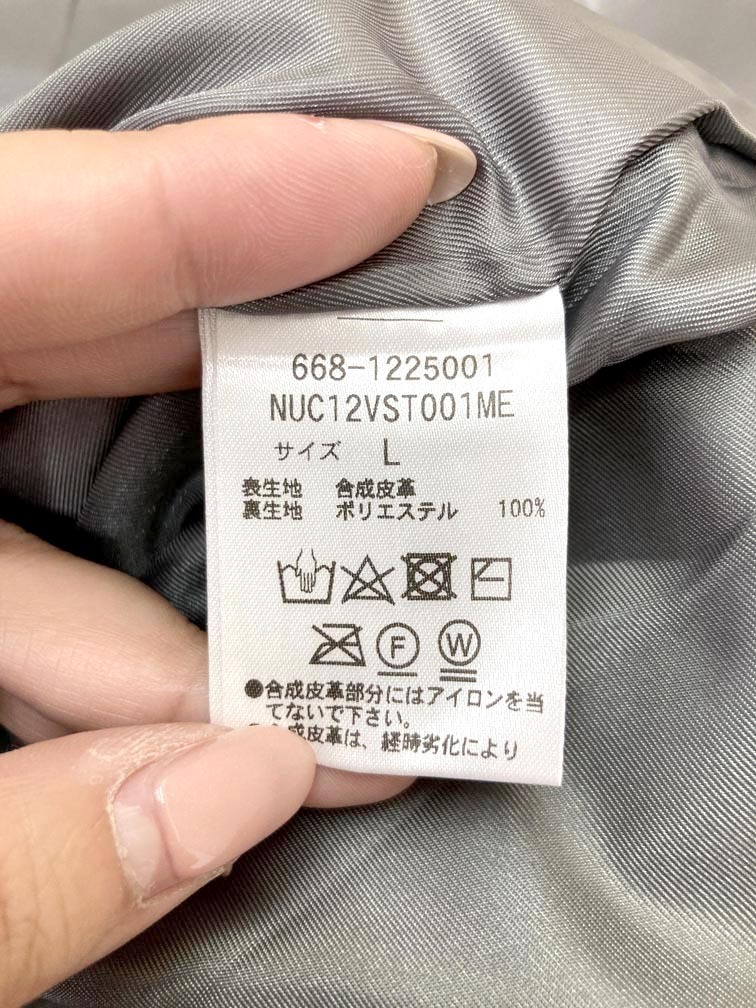 668-1225001
NUC12VST001ME
サイズ L
表生地 合成皮革
裏生地 ポリエステル 100%
F W
●合成皮革部分にはアイロンを当
てないで下さい。
合成皮革は、経時劣化により